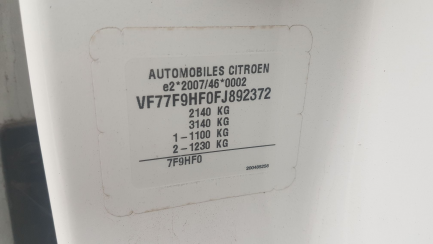 AUTOMOBILES CITROEN
e2*2007/46*0002
VF77F9HF0FJ892372
2140 KG
3140 KG
1-1100 KG
2-1230 KG
7F9HF0